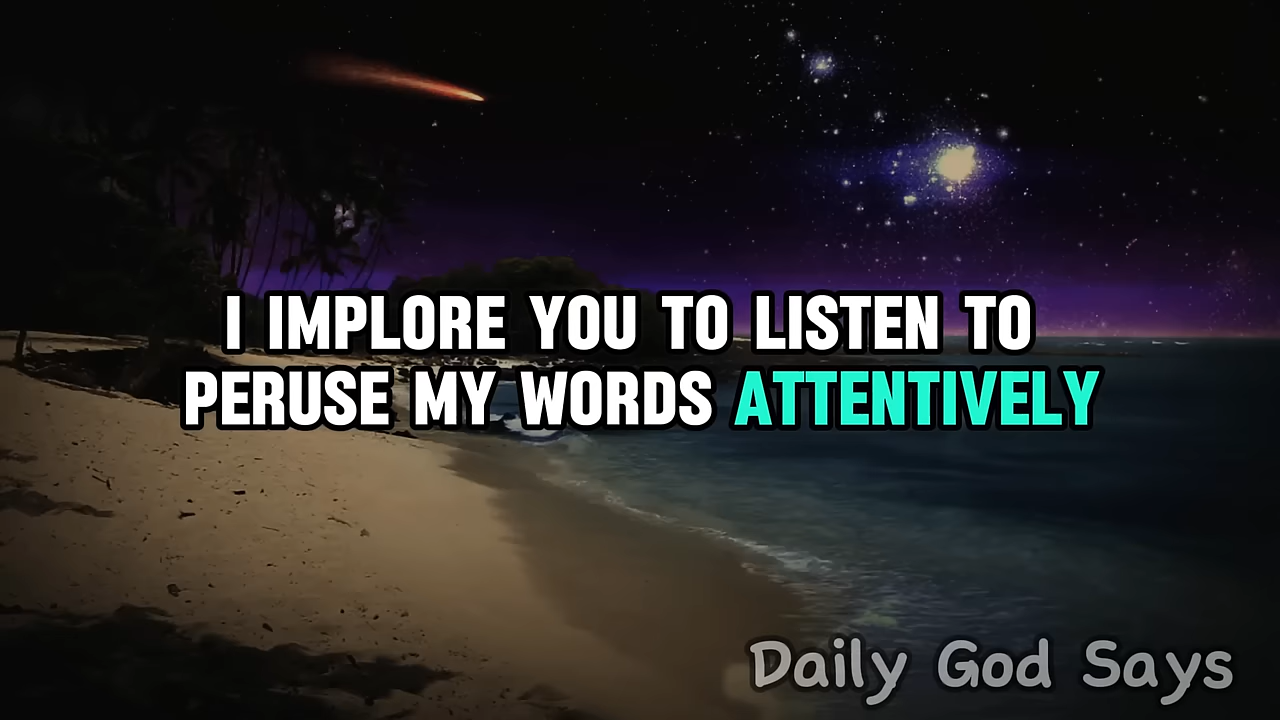 I IMPLORE YOU TO LISTEN TO
PERUSE MY WORDS ATTENTIVELY
Daily God Says